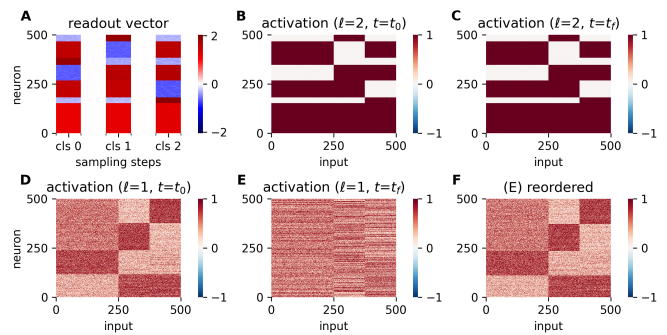 A readout vector
500
250
0
neuron
cls 0 cls 1 cls 2
sampling steps
2
0
−2
B activation (ℓ=2, t=t0)
500
250
0
0 250 500
input
1
0
−1
C activation (ℓ=2, t=tf)
500
250
0
0 250 500
input
1
0
−1
D activation (ℓ=1, t=t0)
500
250
0
neuron
0 250 500
input
1
0
−1
E activation (ℓ=1, t=tf)
500
250
0
0 250 500
input
1
0
−1
F (E) reordered
500
250
0
0 250 500
input
1
0
−1